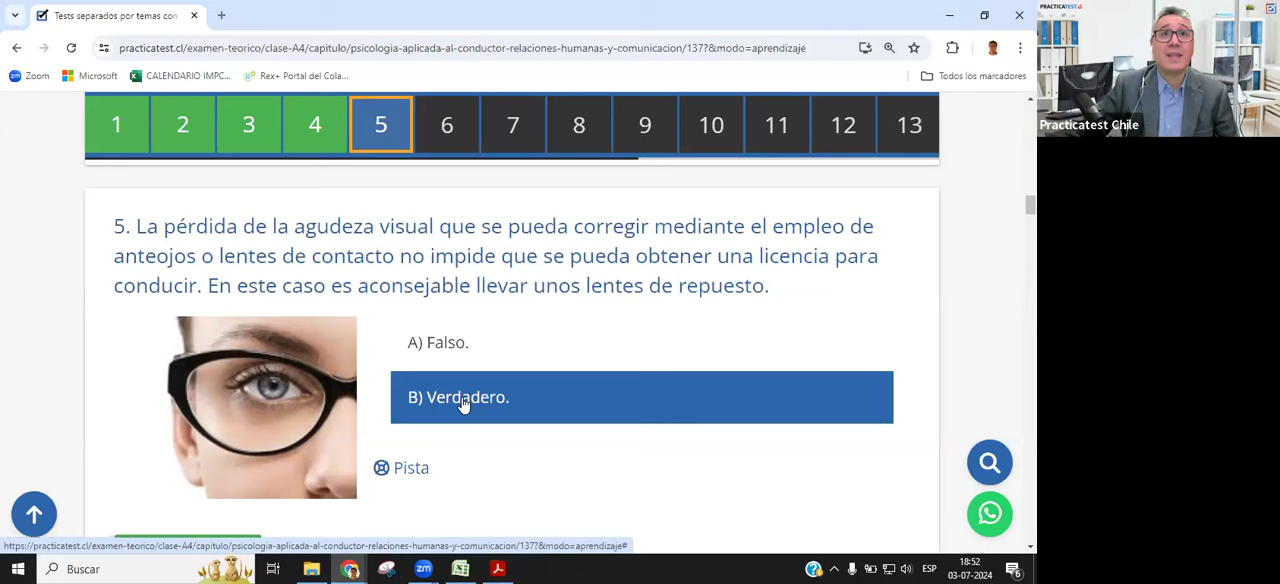 Tests separados por temas con
practicatest.cl/examen-teorico/clase-A4/capitulo/psicologia-aplicada-al-conductor-relaciones-humanas-y-comunicacion/137?&modo=aprendizaje
Zoom
Microsoft
CALENDARIO IMPC...
Rex+ Portal del Cola...
Todos los marcadores
PRACTICATEST.cl
Practicatest Chile
1 2 3 4 5 6 7 8 9 10 11 12 13
5. La pérdida de la agudeza visual que se pueda corregir mediante el empleo de
anteojos o lentes de contacto no impide que se pueda obtener una licencia para
conducir. En este caso es aconsejable llevar unos lentes de repuesto.
A) Falso.
B) Verdadero.
Pista
https://practicatest.cl/examen-teorico/clase-A4/capitulo/psicologia-aplicada-al-conductor-relaciones-humanas-y-comunicacion/137?&modo=aprendizaje#
Buscar
zm
ESP
18:52
03-07-2024
6